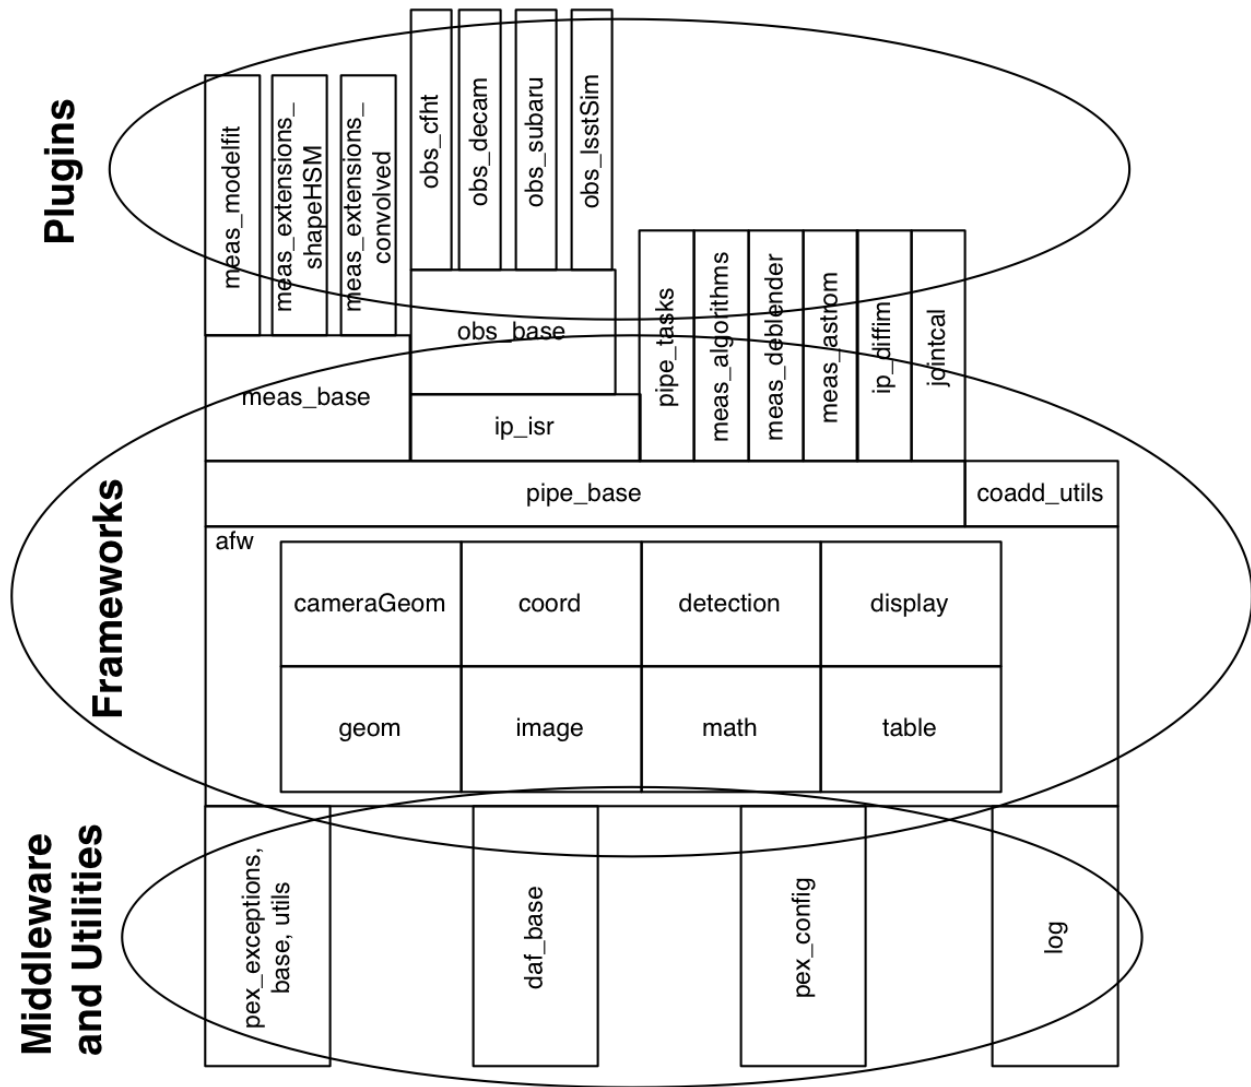 Plugins
meas_modelfit
meas_extensions_
shapeHSM
meas_extensions_
convolved
obs_cfht
obs_decam
obs_subaru
obs_lsstSim
obs_base
meas_base
ip_isr
pipe_tasks
meas_algorithms
meas_deblender
meas_astrom
ip_diffim
jointcal
Frameworks
pipe_base
coadd_utils
afw
cameraGeom
coord
detection
display
geom
image
math
table
Middleware
and Utilities
pex_exceptions,
base, utils
daf_base
pex_config
log